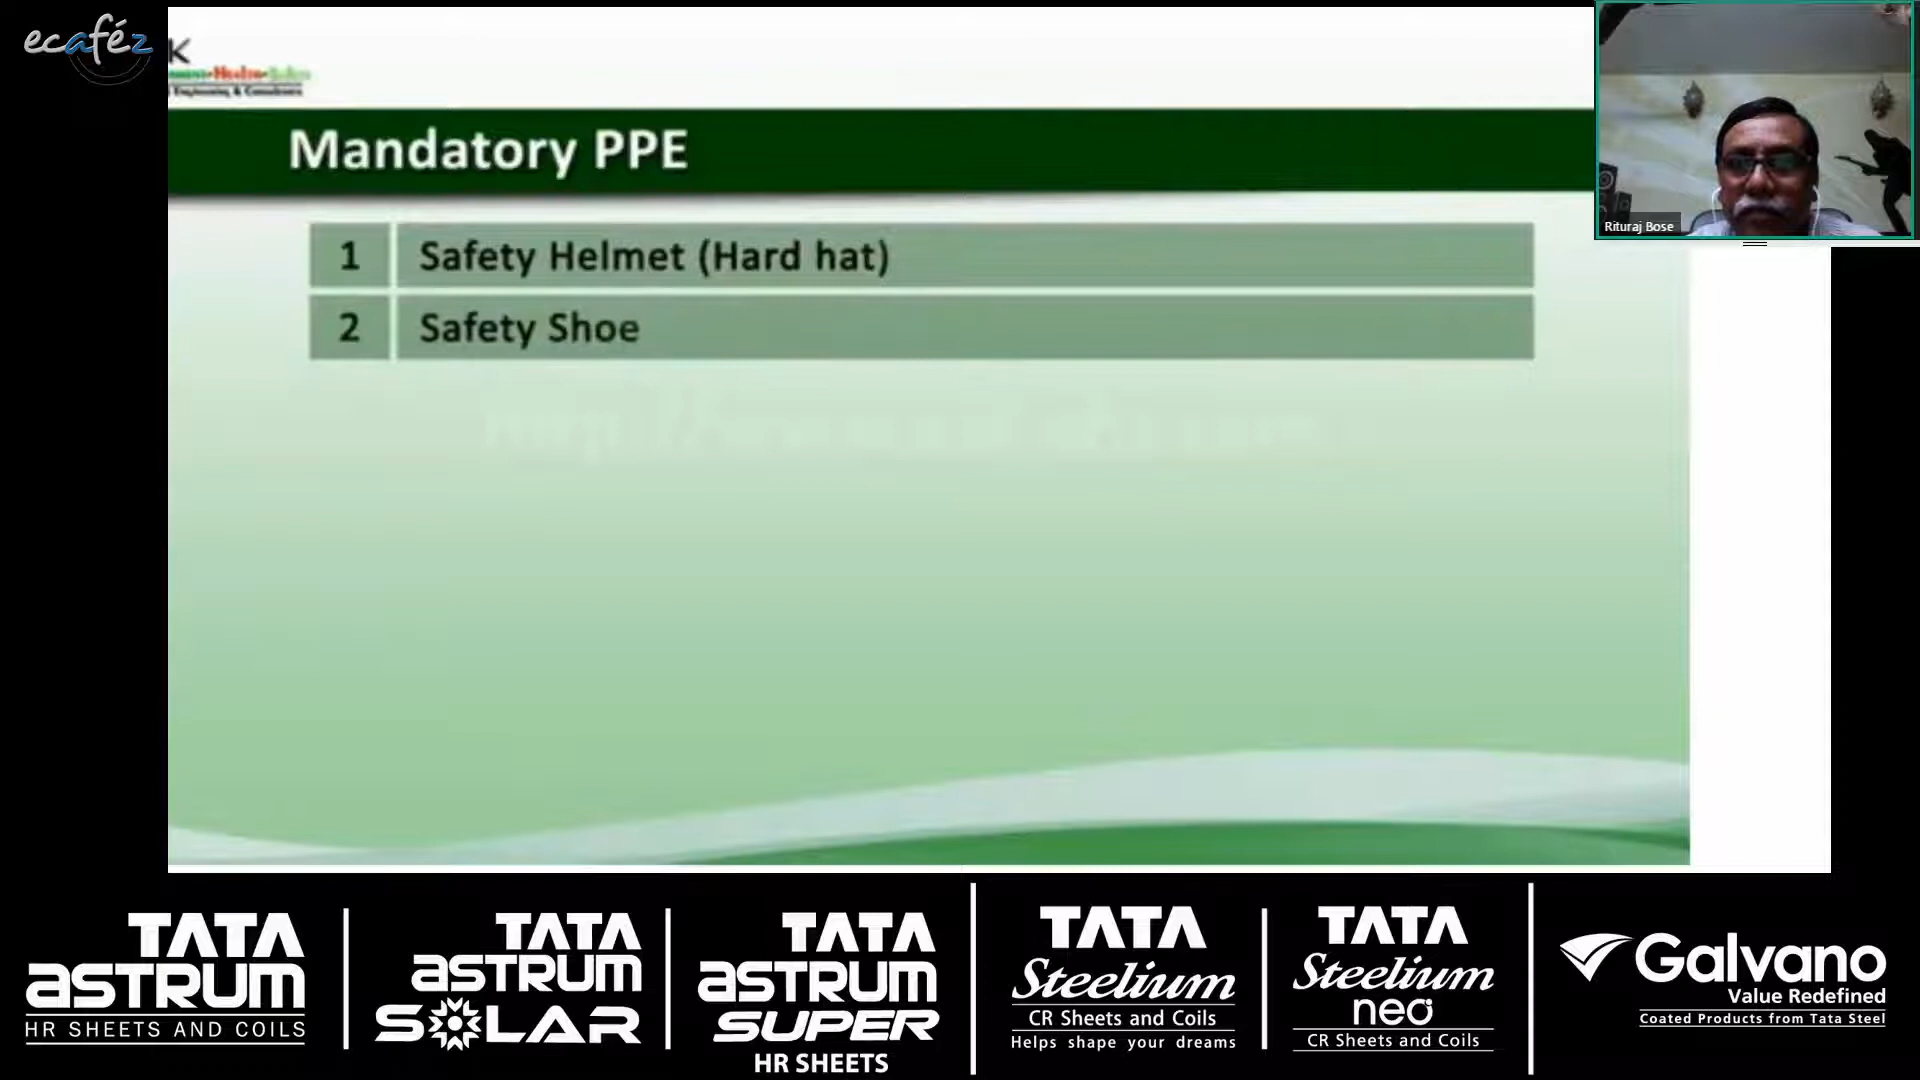 ecaféz
K
Engineering & Consultants
Mandatory PPE
1 Safety Helmet (Hard hat)
2 Safety Shoe
Rituraj Bose
TATA
ASTRUM
HR SHEETS AND COILS
TATA
ASTRUM
SOLAR
TATA
ASTRUM
SUPER
HR SHEETS
TATA
Steelium
CR Sheets and Coils
Helps shape your dreams
TATA
Steelium
neo
CR Sheets and Coils
Galvano
Value Redefined
Coated Products from Tata Steel